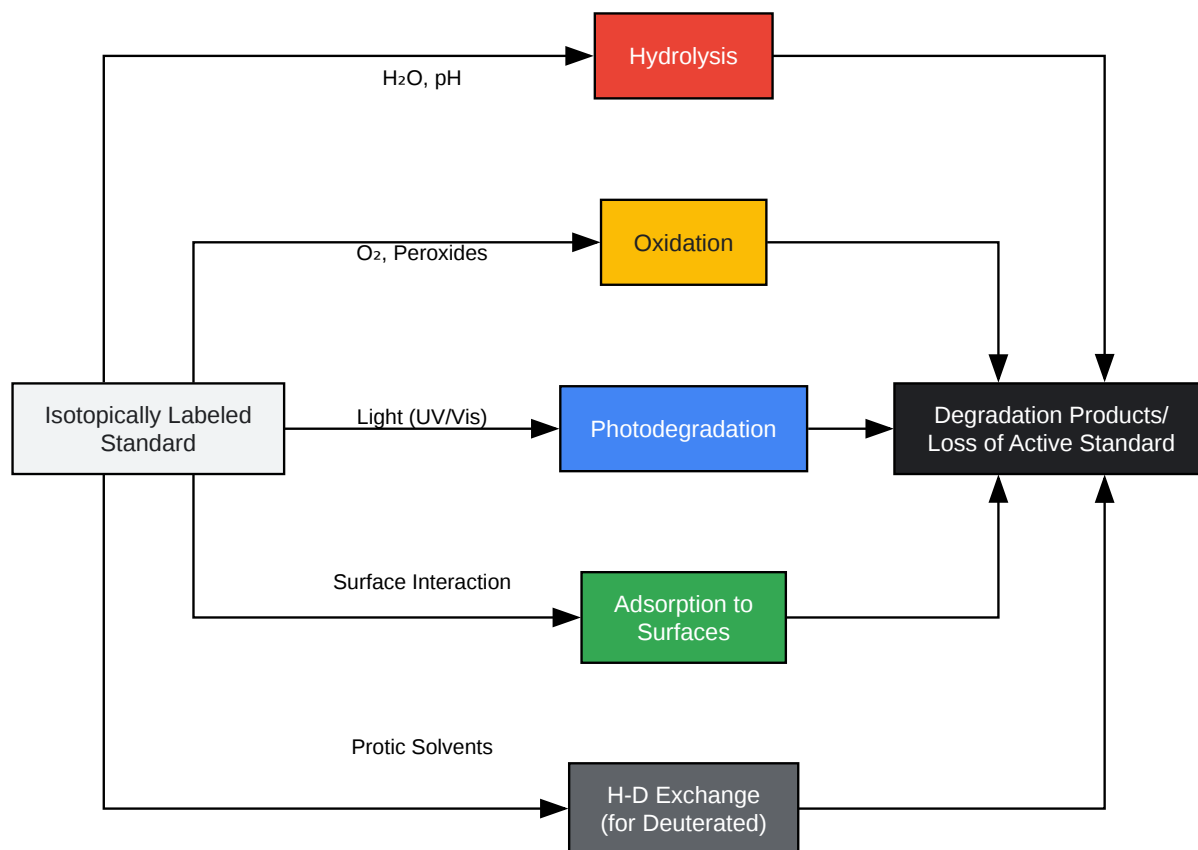 Hydrolysis
H₂O, pH
Oxidation
O₂, Peroxides
Isotopically Labeled
Standard
Light (UV/Vis)
Photodegradation
Degradation Products/
Loss of Active Standard
Surface Interaction
Adsorption to
Surfaces
Protic Solvents
H-D Exchange
(for Deuterated)